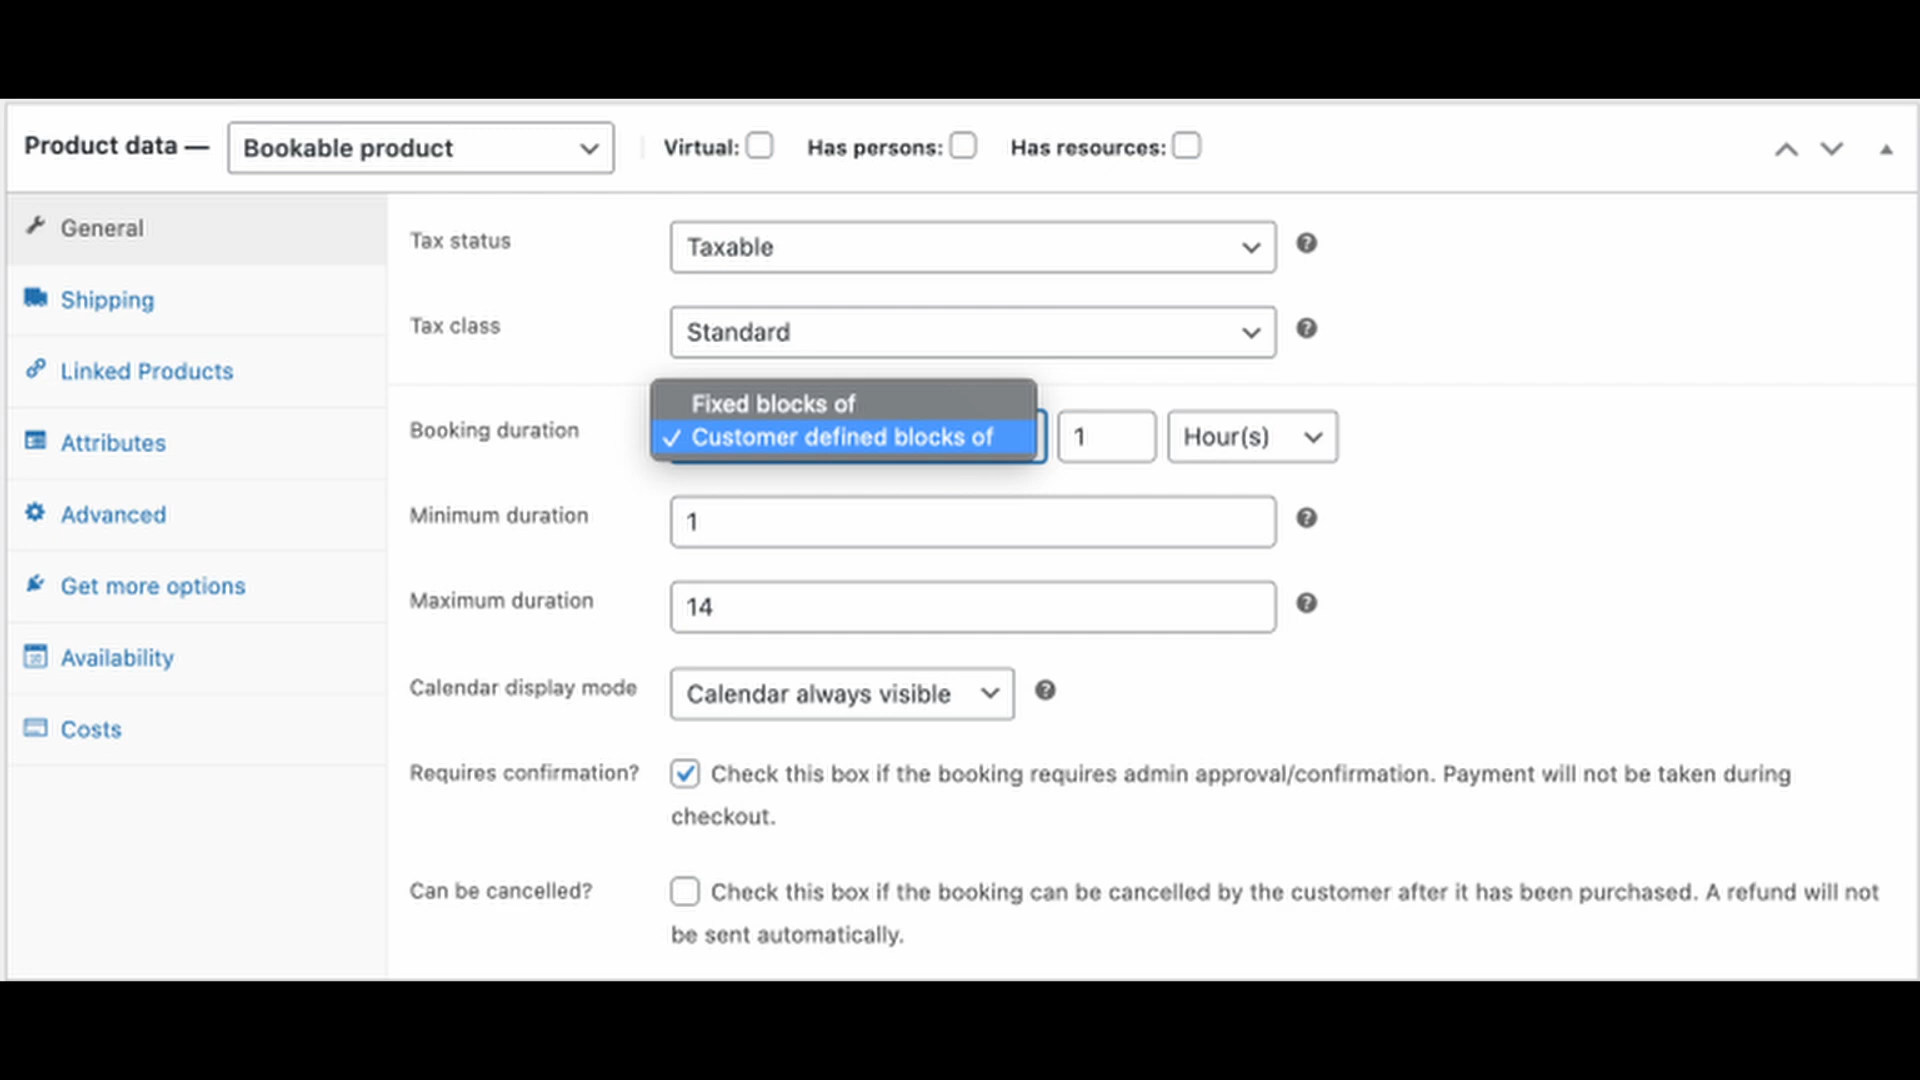 Product data —
Bookable product
Virtual:
Has persons:
Has resources:
General
Shipping
Linked Products
Attributes
Advanced
Get more options
Availability
Costs
Tax status
Taxable
Tax class
Standard
Booking duration
Fixed blocks of
✓ Customer defined blocks of
1
Hour(s)
Minimum duration
1
Maximum duration
14
Calendar display mode
Calendar always visible
Requires confirmation?
Check this box if the booking requires admin approval/confirmation. Payment will not be taken during
checkout.
Can be cancelled?
Check this box if the booking can be cancelled by the customer after it has been purchased. A refund will not
be sent automatically.